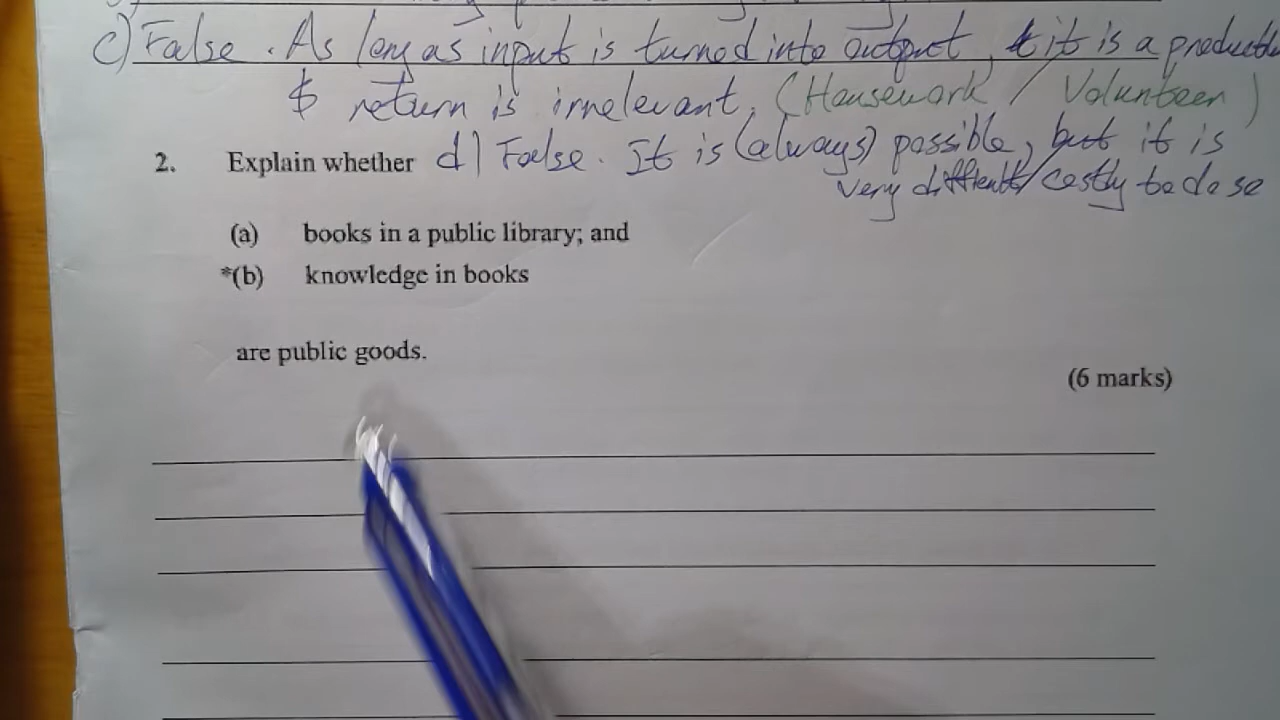 c) False. As long as input is turned into output, it is a
$ return is irrelevant. (Housework / Volunteer)
2. Explain whether d) False. It is (always) possible, but it is
very difficult/costly to do so
(a) books in a public library; and
*(b) knowledge in books
are public goods.
(6 marks)